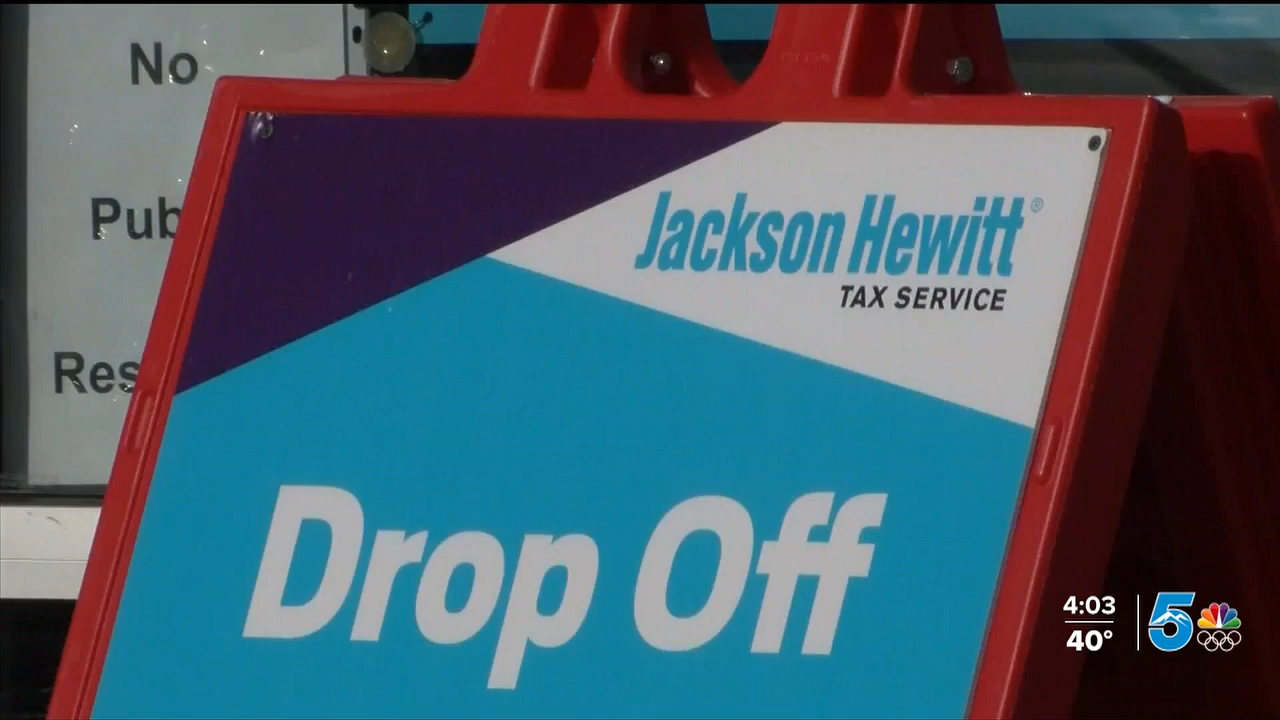 No
Pub
Res
Jackson Hewitt®
TAX SERVICE
Drop Off
4:03
40°
5